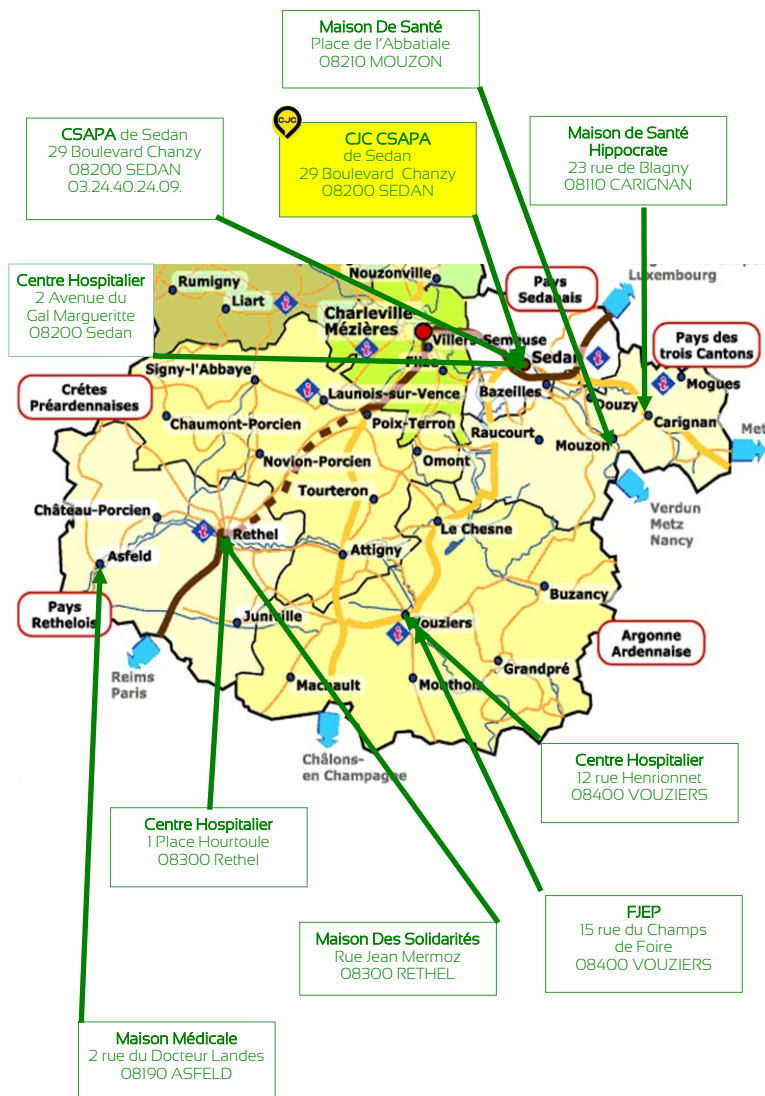 Maison De Santé
Place de l'Abbatiale
08210 MOUZON
CSAPA de Sedan
29 Boulevard Chanzy
08200 SEDAN
03.24.40.24.09.
CJC
CJC CSAPA
de Sedan
29 Boulevard Chanzy
08200 SEDAN
Maison de Santé
Hippocrate
23 rue de Blagny
08110 CARIGNAN
Centre Hospitalier
2 Avenue du
Gal Margueritte
08200 Sedan
Rumigny
Liart
Nouzonville
Charleville
Mézières
Villers-Semeuse
Pays
Sedanais
Luxembourg
Sedan
Pays des
trois Cantons
Mogues
Signy-l'Abbaye
Crétes
Préardennaises
Launois-sur-Vence
Bazeilles
Douzy
Carignan
Chaumont-Porcien
Poix-Terron
Raucourt
Mouzon
Metz
Novion-Porcien
Omont
Tourteron
Verdun
Metz
Nancy
Château-Porcien
Rethel
Le Chesne
Asfeld
Attigny
Buzancy
Pays
Rethelois
Juniville
Vouziers
Argonne
Ardennaise
Reims
Paris
Machault
Monthois
Grandpré
Châlons-
en Champagne
Centre Hospitalier
12 rue Henrionnet
08400 VOUZIERS
Centre Hospitalier
1 Place Hourtoule
08300 Rethel
FJEP
15 rue du Champs
de Foire
08400 VOUZIERS
Maison Des Solidarités
Rue Jean Mermoz
08300 RETHEL
Maison Médicale
2 rue du Docteur Landes
08190 ASFELD